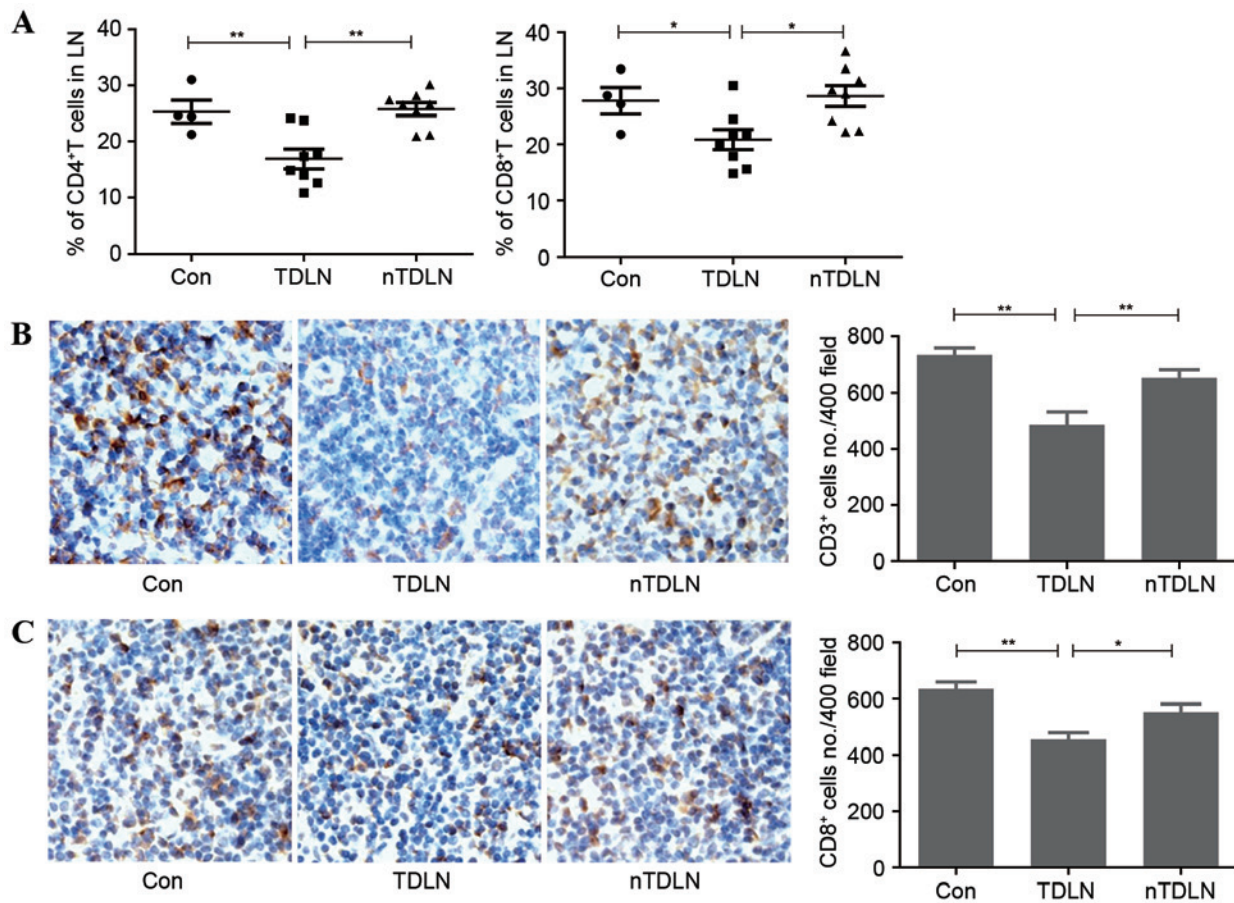 A
% of CD4⁺T cells in LN
40
30
20
10
0
**
**
Con
TDLN
nTDLN
% of CD8⁺T cells in LN
40
30
20
10
0
*
*
Con
TDLN
nTDLN
B
Con
TDLN
nTDLN
CD3⁺ cells no./400 field
800
600
400
200
0
**
**
Con
TDLN
nTDLN
C
Con
TDLN
nTDLN
CD8⁺ cells no./400 field
800
600
400
200
0
**
*
Con
TDLN
nTDLN